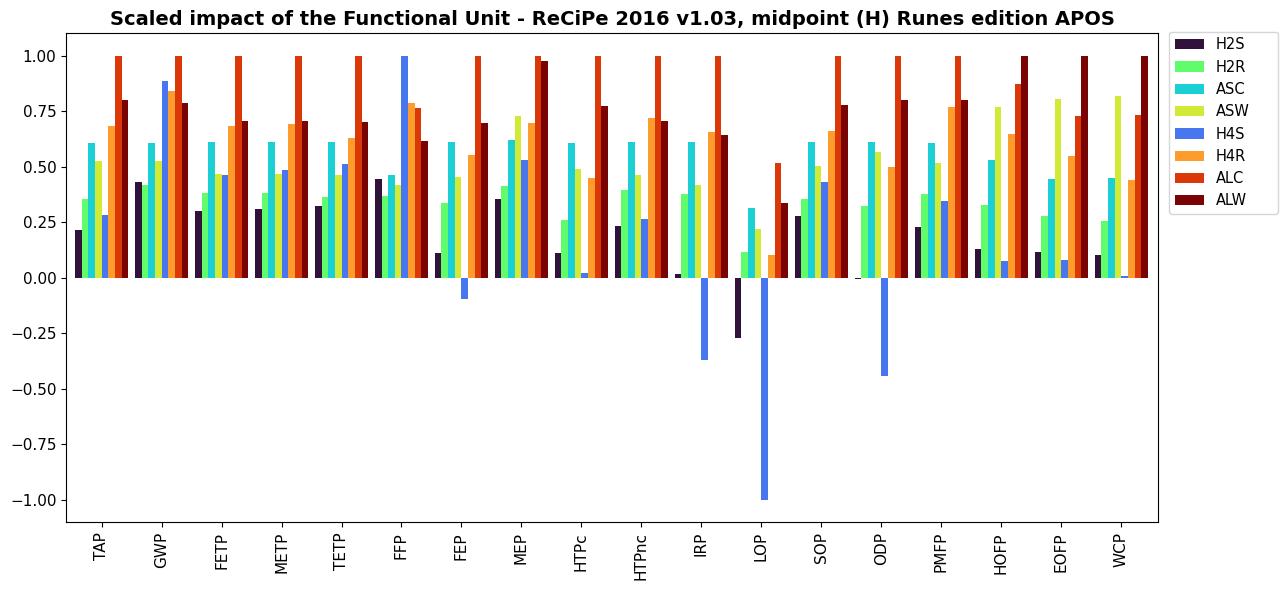 Scaled impact of the Functional Unit - ReCiPe 2016 v1.03, midpoint (H) Runes edition APOS
1.00
0.75
0.50
0.25
0.00
−0.25
−0.50
−0.75
−1.00
TAP
GWP
FETP
METP
TETP
FFP
FEP
MEP
HTPc
HTPnc
IRP
LOP
SOP
ODP
PMFP
HOFP
EOFP
WCP
H2S
H2R
ASC
ASW
H4S
H4R
ALC
ALW